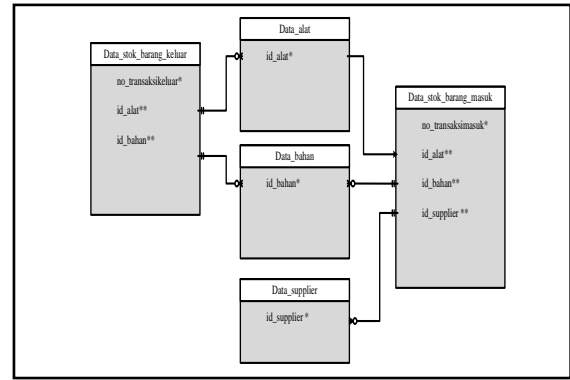 Data_stok_barang_keluar
no_transaksikeluar*
id_alat**
id_bahan**
Data_alat
id_alat*
Data_bahan
id_bahan*
Data_supplier
id_supplier *
Data_stok_barang_masuk
no_transaksimasuk*
id_alat**
id_bahan**
id_supplier **